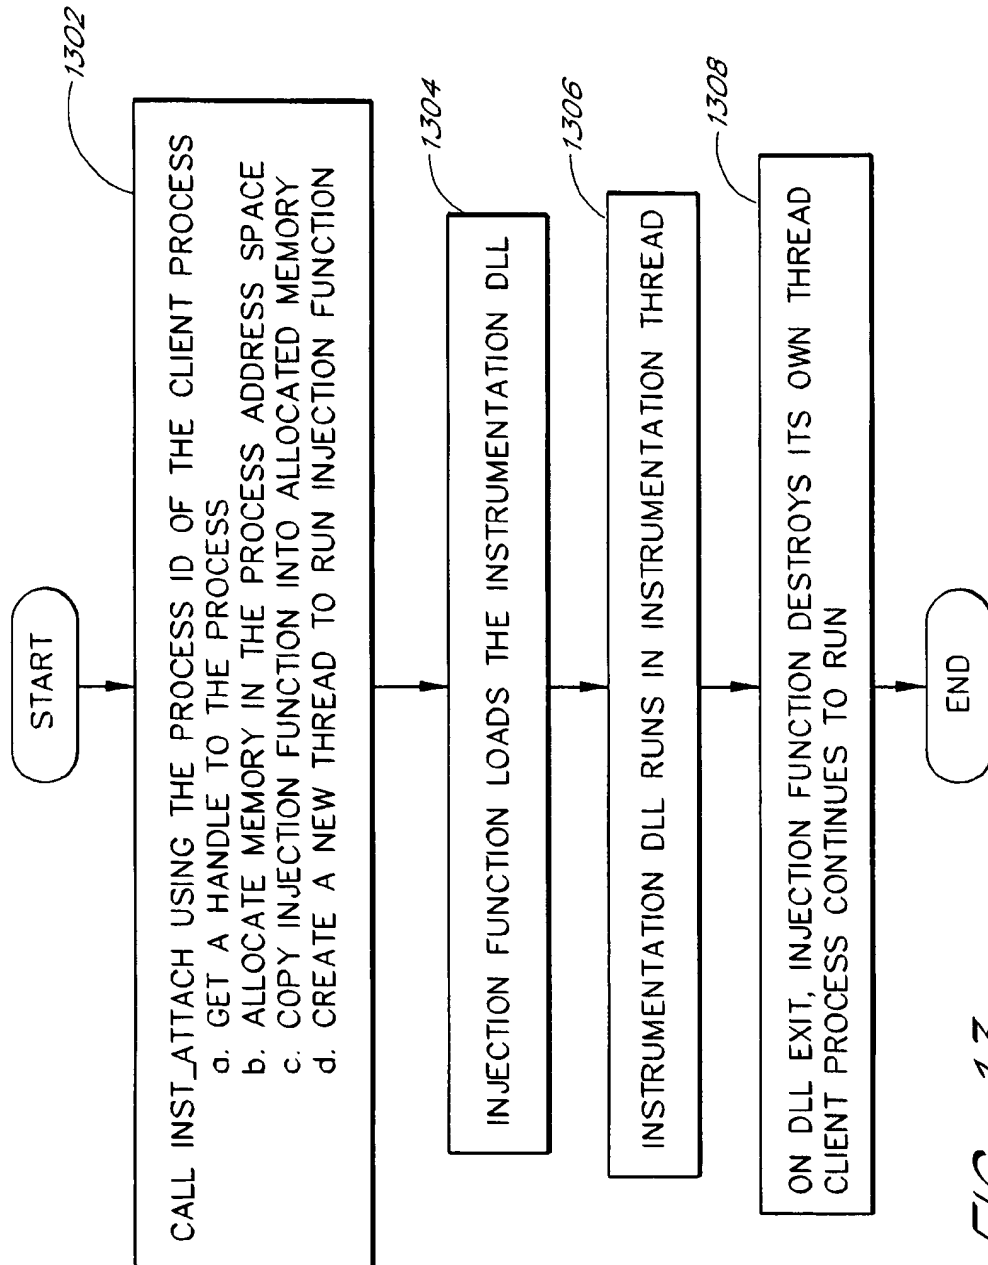 START
1302
CALL INST_ATTACH USING THE PROCESS ID OF THE CLIENT PROCESS
a. GET A HANDLE TO THE PROCESS
b. ALLOCATE MEMORY IN THE PROCESS ADDRESS SPACE
c. COPY INJECTION FUNCTION INTO ALLOCATED MEMORY
d. CREATE A NEW THREAD TO RUN INJECTION FUNCTION
1304
INJECTION FUNCTION LOADS THE INSTRUMENTATION DLL
1306
INSTRUMENTATION DLL RUNS IN INSTRUMENTATION THREAD
1308
ON DLL EXIT, INJECTION FUNCTION DESTROYS ITS OWN THREAD
CLIENT PROCESS CONTINUES TO RUN
END
FIG. 13